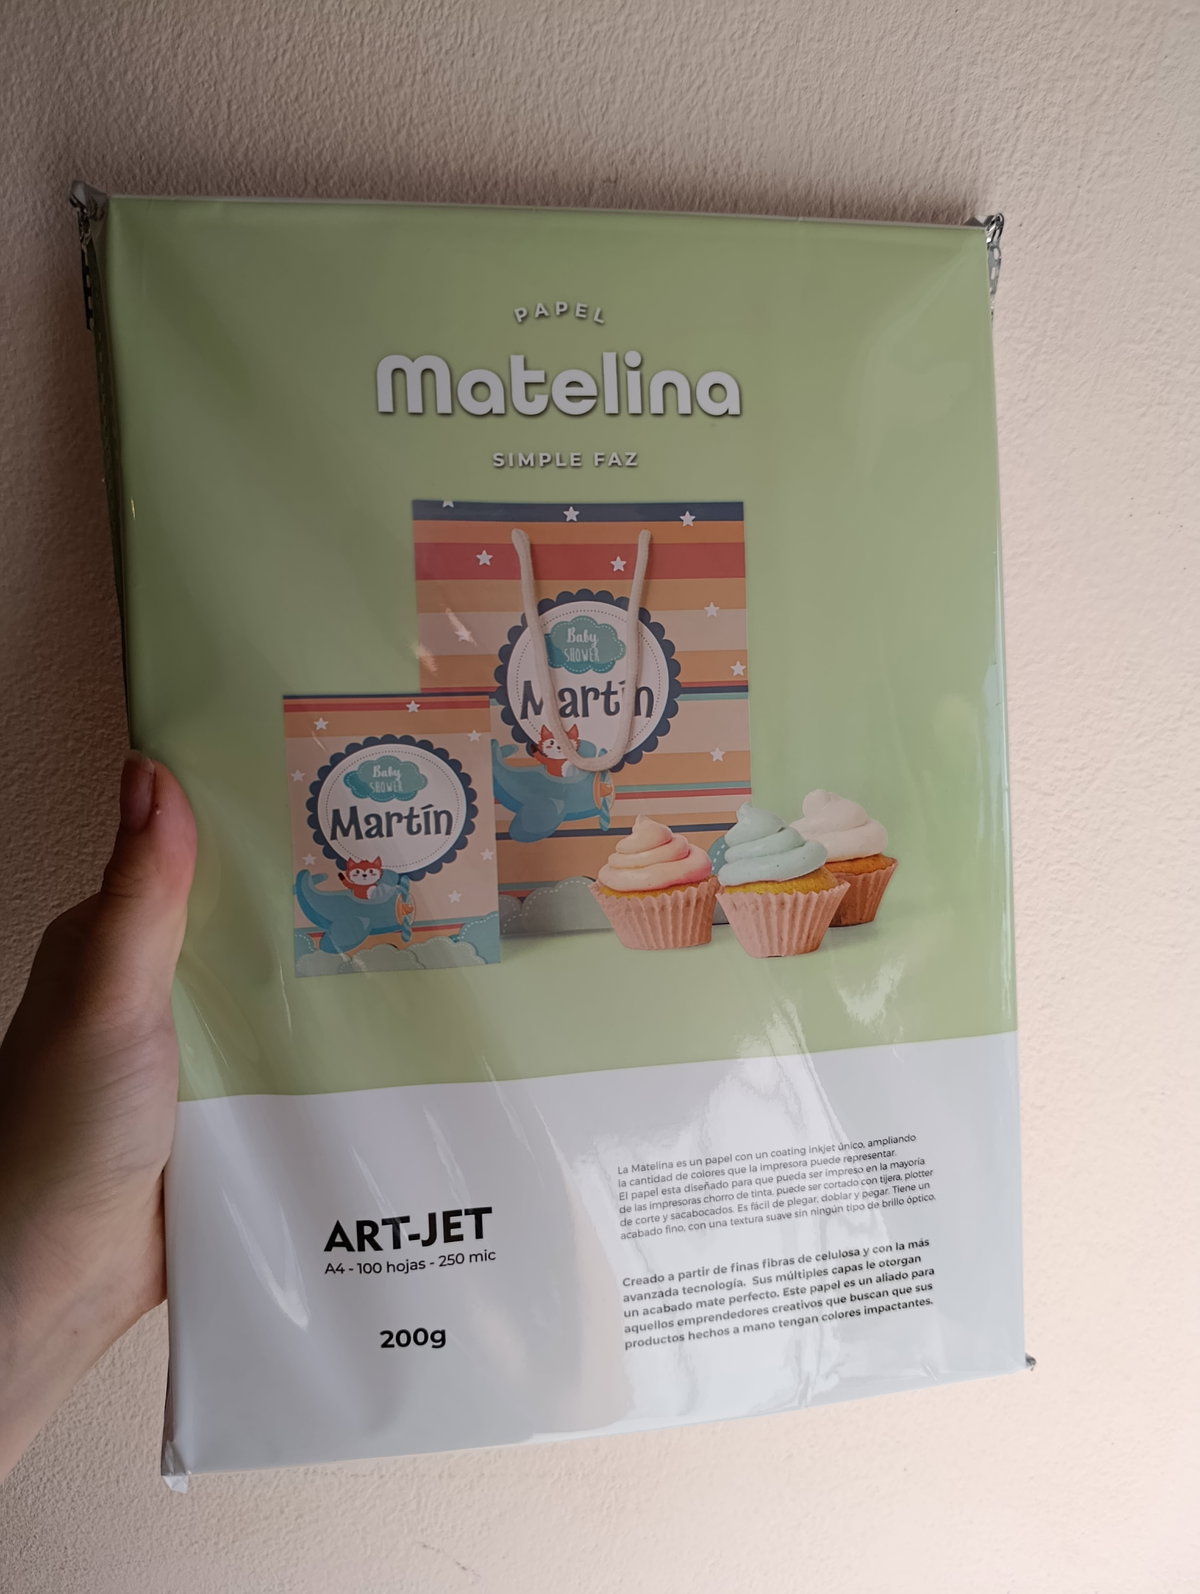 PAPEL
Matelina
SIMPLE FAZ
Baby
SHOWER
Martín
Baby
SHOWER
Martín
ART-JET
A4 - 100 hojas - 250 mic
200g
La Matelina es un papel con un coating inkjet único, ampliando
la cantidad de colores que la impresora puede representar.
El papel esta diseñado para que pueda ser impreso en la mayoría
de las impresoras chorro de tinta, puede ser cortado con tijera, plotter
de corte y sacabocados. Es fácil de plegar, doblar y pegar. Tiene un
acabado fino, con una textura suave sin ningún tipo de brillo óptico.
Creado a partir de finas fibras de celulosa y con la más
avanzada tecnología. Sus múltiples capas le otorgan
un acabado mate perfecto. Este papel es un aliado para
aquellos emprendedores creativos que buscan que sus
productos hechos a mano tengan colores impactantes.